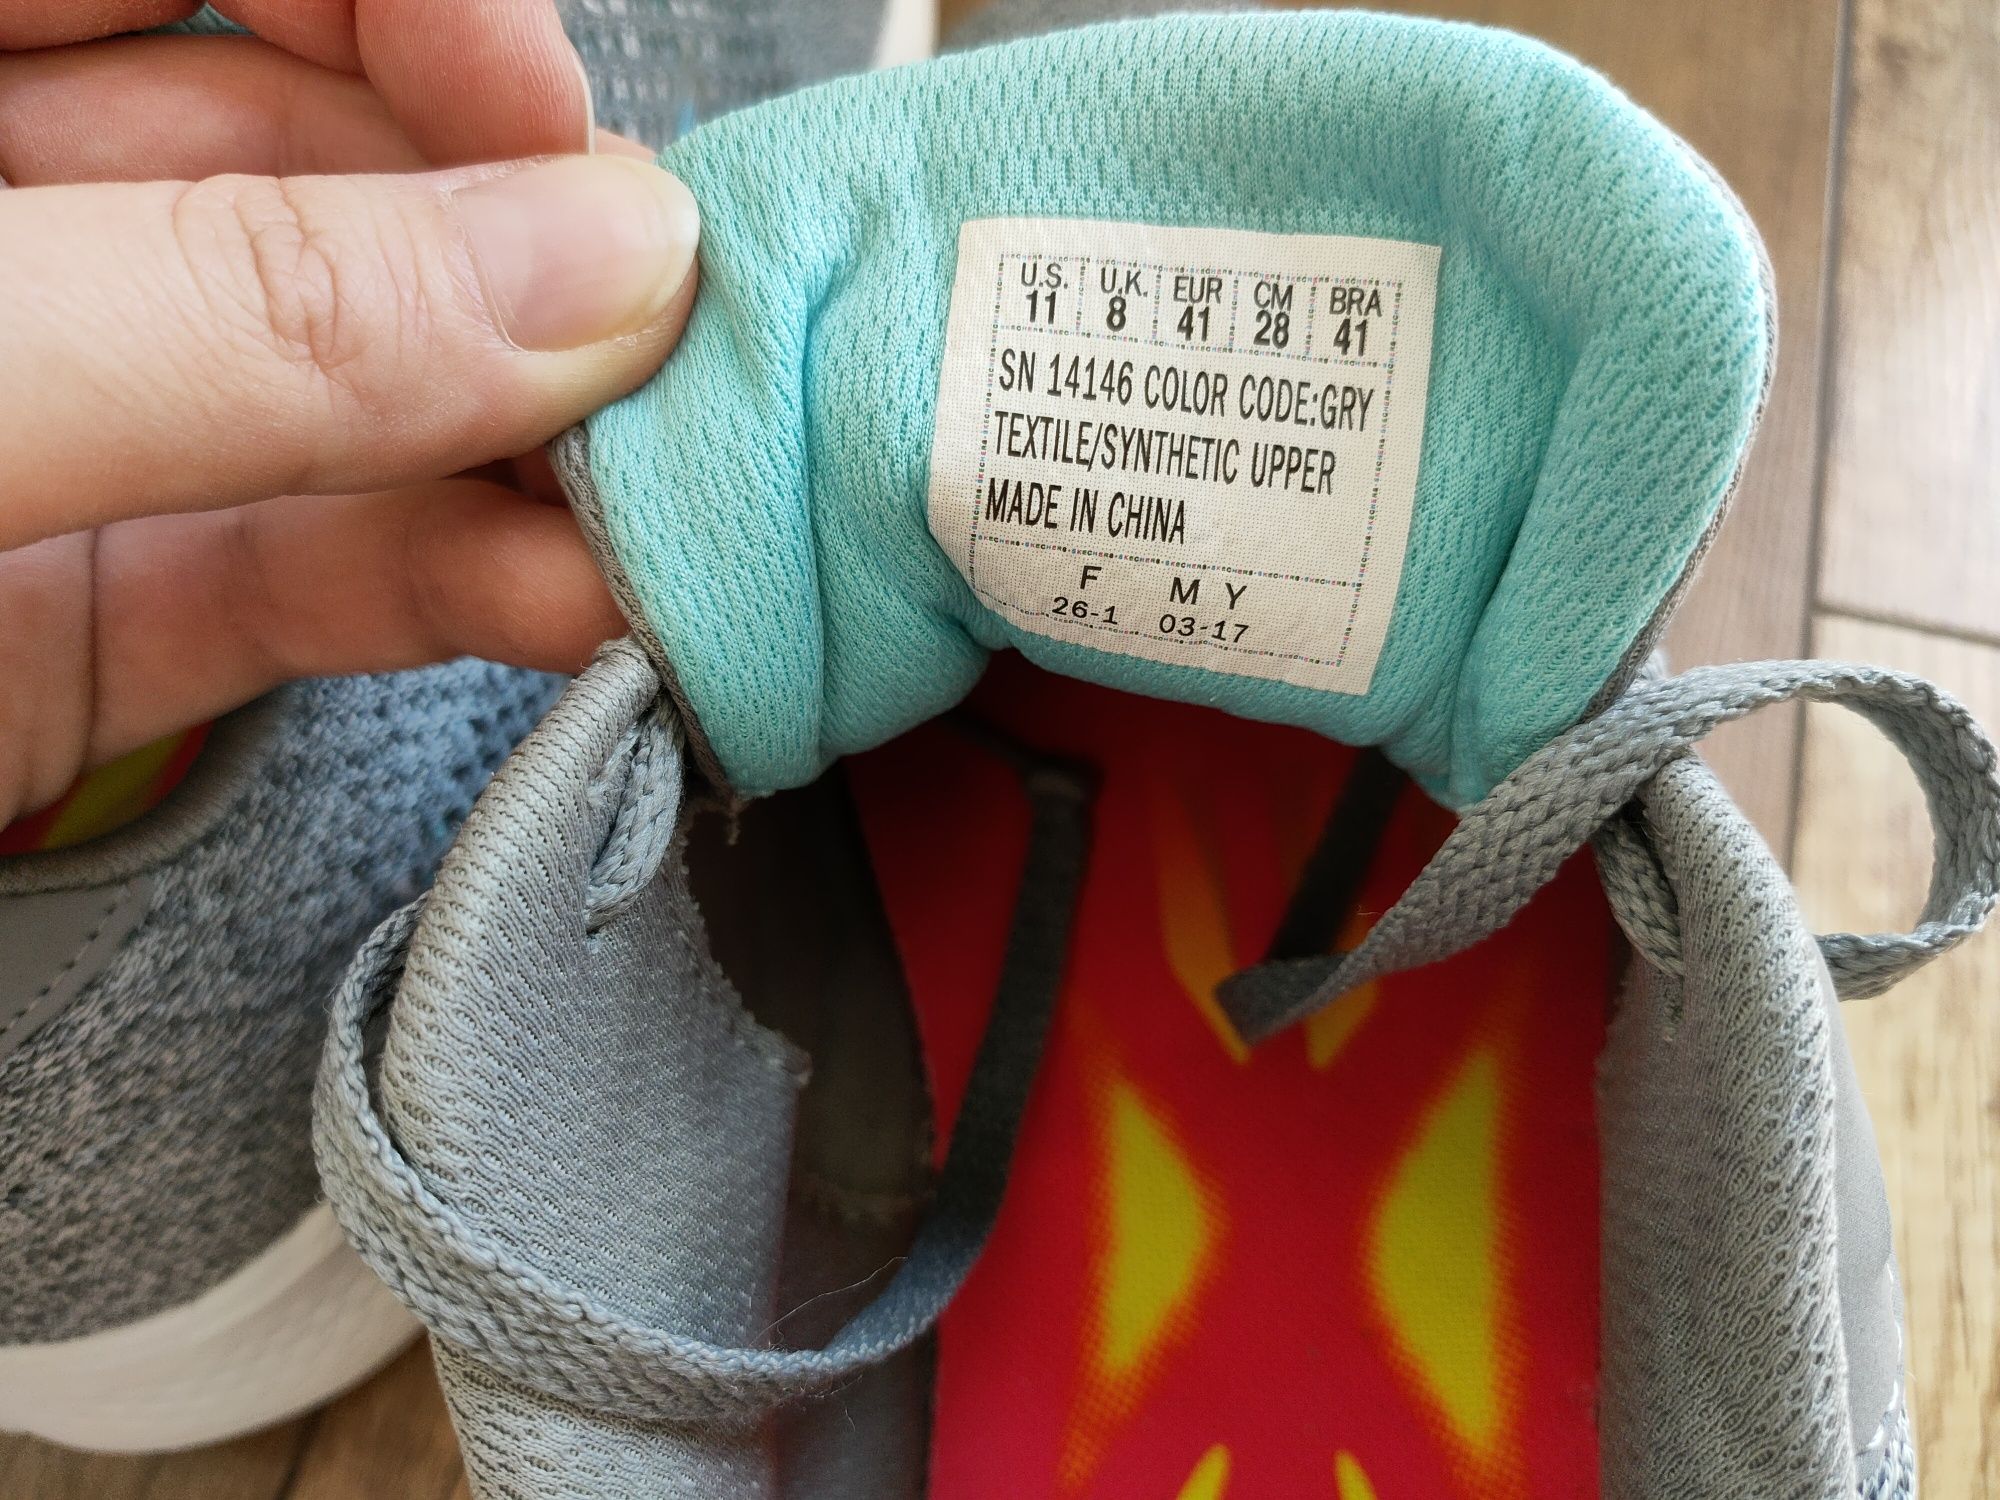 U.S. U.K. EUR CM BRA
11 8 41 28 41
SN 14146 COLOR CODE:GRY
TEXTILE/SYNTHETIC UPPER
MADE IN CHINA
F M Y
26-1 03-17